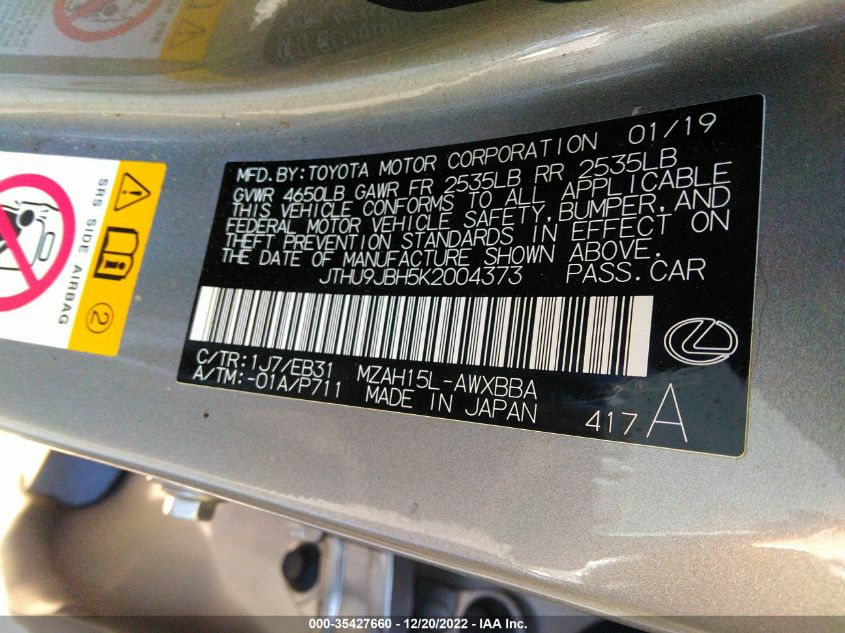 MFD. BY: TOYOTA MOTOR CORPORATION 01/19
GVWR 4650LB GAWR FR 2535LB RR 2535LB
THIS VEHICLE CONFORMS TO ALL APPLICABLE
FEDERAL MOTOR VEHICLE SAFETY, BUMPER, AND
THEFT PREVENTION STANDARDS IN EFFECT ON
THE DATE OF MANUFACTURE SHOWN ABOVE.
JTHU9JBH5K2004373 PASS. CAR
C/TR: 1J7/EB31 MZAH15L-AWXBBA
A/TM: -01A/P711 MADE IN JAPAN 417 A
SRS SIDE AIRBAG
2
000-35427660 - 12/20/2022 - IAA Inc.